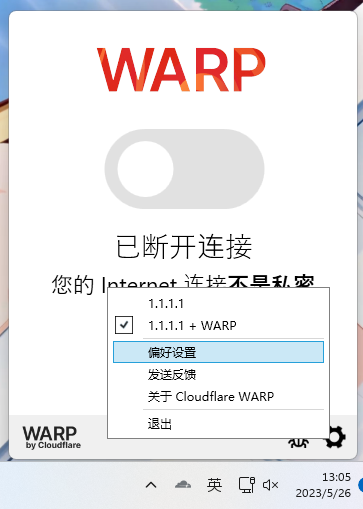 WARP
已断开连接
您的 Internet 连接不是私密
1.1.1.1
1.1.1.1 + WARP
偏好设置
发送反馈
关于 Cloudflare WARP
退出
WARP
by Cloudflare
英
13:05
2023/5/26